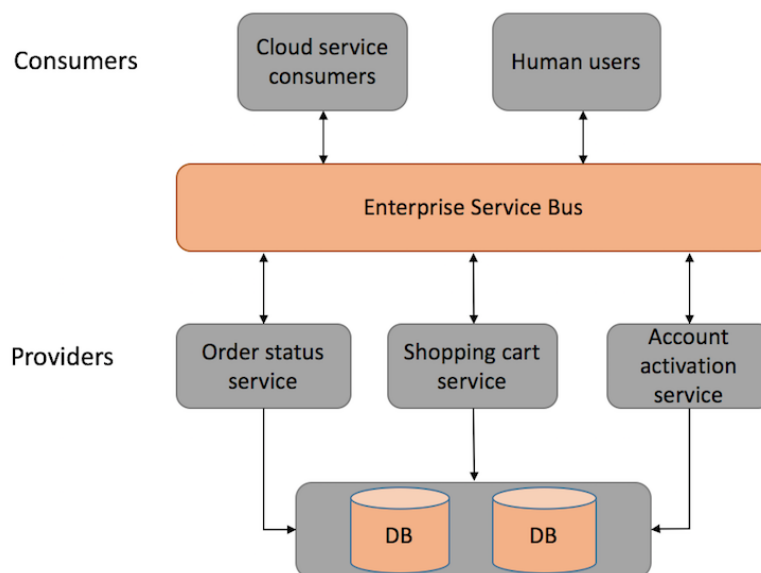 Consumers
Cloud service
consumers
Human users
Enterprise Service Bus
Providers
Order status
service
Shopping cart
service
Account
activation
service
DB
DB